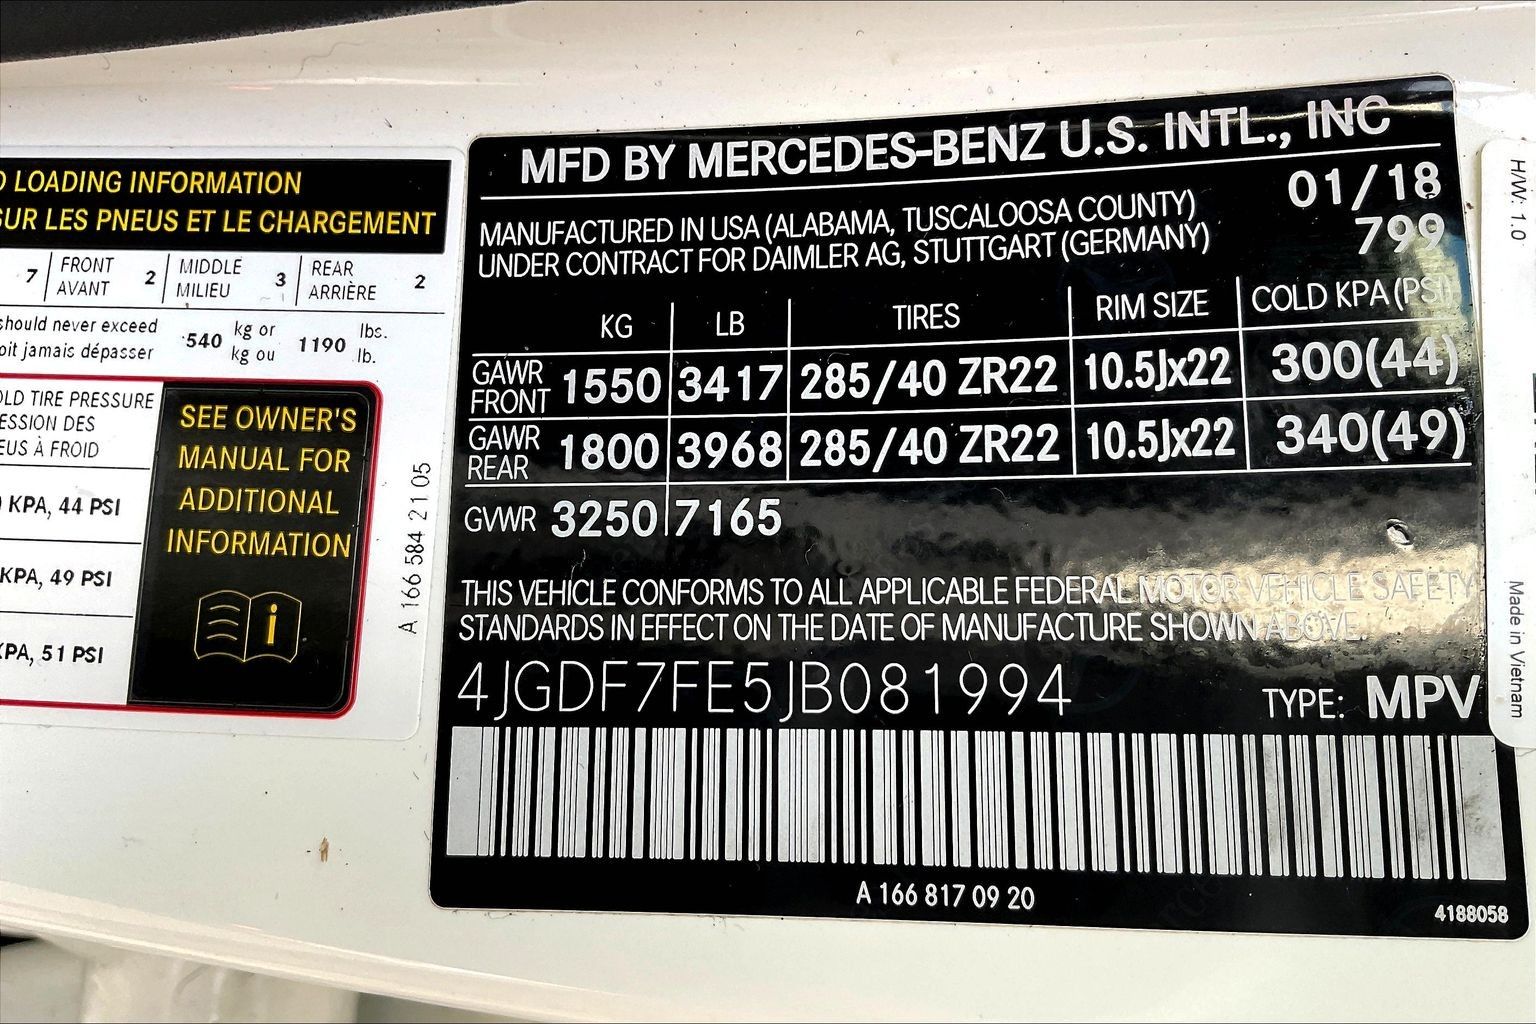 LOADING INFORMATION
SUR LES PNEUS ET LE CHARGEMENT
7 FRONT AVANT 2 MIDDLE MILIEU 3 REAR ARRIÈRE 2
should never exceed 540 kg or 1190 lbs.
jamais dépasser kg ou lb.
TIRE PRESSURE
DES
À FROID
KPA, 44 PSI
KPA, 49 PSI
KPA, 51 PSI
SEE OWNER'S
MANUAL FOR
ADDITIONAL
INFORMATION
i
A 166 584 21 05
MFD BY MERCEDES-BENZ U.S. INTL., INC
01/18
MANUFACTURED IN USA (ALABAMA, TUSCALOOSA COUNTY)
799
UNDER CONTRACT FOR DAIMLER AG, STUTTGART (GERMANY)
KG LB TIRES RIM SIZE COLD KPA (PSI)
GAWR FRONT 1550 3417 285/40 ZR22 10.5Jx22 300(44)
GAWR REAR 1800 3968 285/40 ZR22 10.5Jx22 340(49)
GVWR 3250 7165
THIS VEHICLE CONFORMS TO ALL APPLICABLE FEDERAL MOTOR VEHICLE SAFETY
STANDARDS IN EFFECT ON THE DATE OF MANUFACTURE SHOWN ABOVE.
4JGDF7FE5JB081994 TYPE: MPV
A 166 817 09 20
4188058
H/W: 1.0
Made in Vietnam